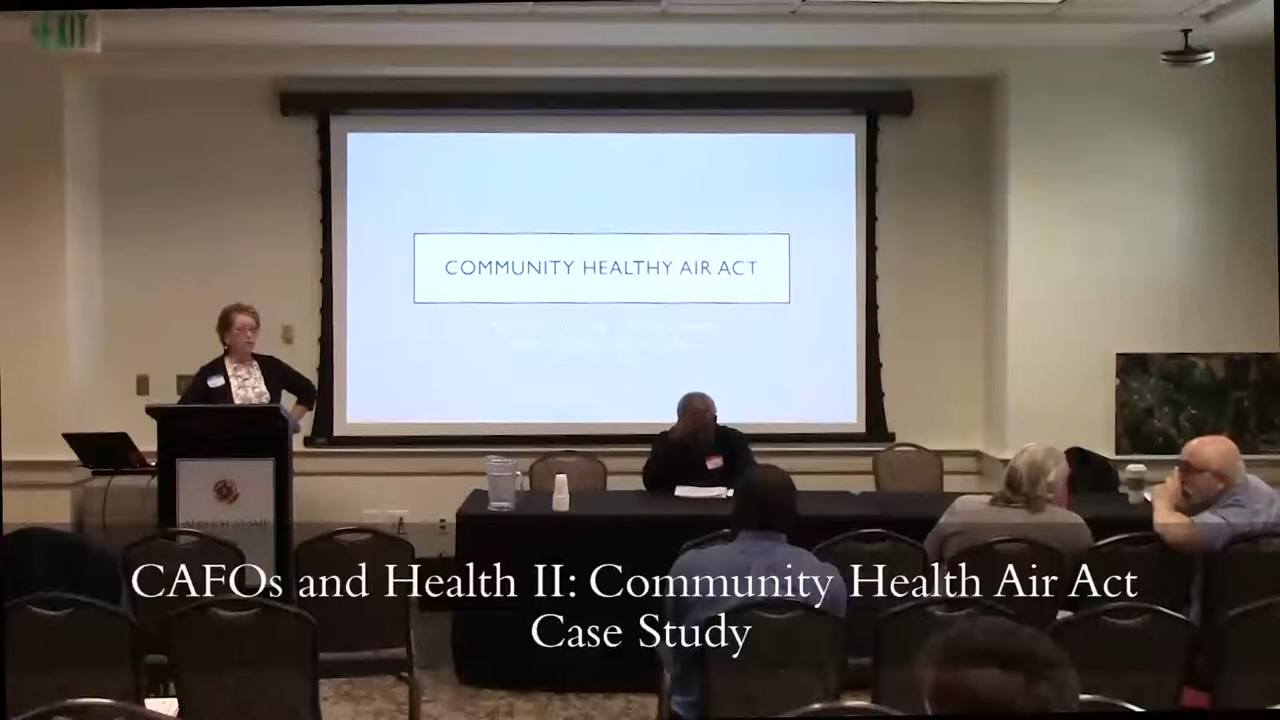 EXIT
COMMUNITY HEALTHY AIR ACT
CAFOs and Health II: Community Health Air Act
Case Study